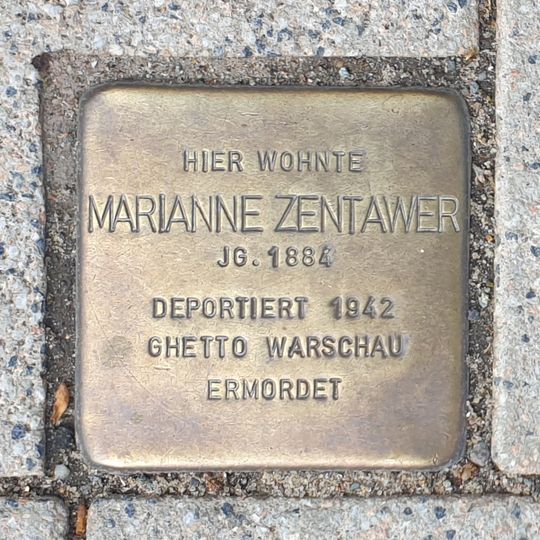 HIER WOHNTE
MARIANNE ZENTAWER
JG. 1884
DEPORTIERT 1942
GHETTO WARSCHAU
ERMORDET